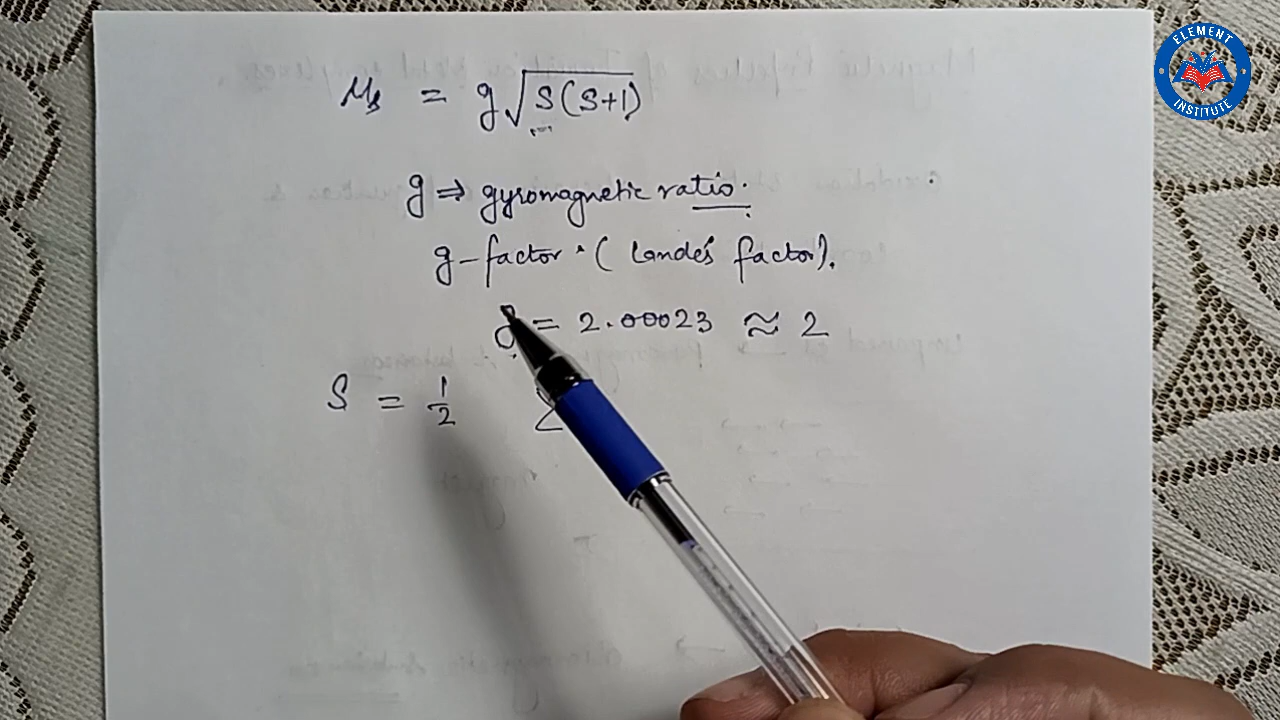 μs = g√S(S+1)
g ⇒ gyromagnetic ratio.
g-factor. (Landé's factor).
g = 2.00023 ≈ 2
S = 1/2
ELEMENT INSTITUTE